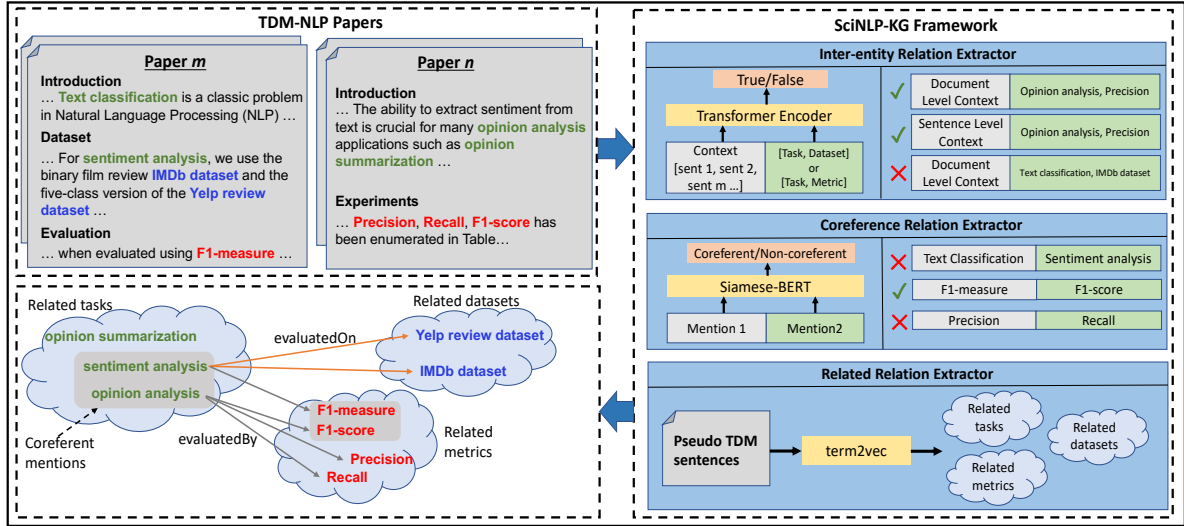 TDM-NLP Papers
Paper m
Introduction
… Text classification is a classic problem
in Natural Language Processing (NLP) …
Dataset
… For sentiment analysis, we use the
binary film review IMDb dataset and the
five-class version of the Yelp review
dataset …
Evaluation
… when evaluated using F1-measure …
Paper n
Introduction
… The ability to extract sentiment from
text is crucial for many opinion analysis
applications such as opinion
summarization …
Experiments
… Precision, Recall, F1-score has
been enumerated in Table…
SciNLP-KG Framework
Inter-entity Relation Extractor
True/False
Transformer Encoder
Context
[sent 1, sent 2,
sent m …]
[Task, Dataset]
or
[Task, Metric]
Document
Level Context
Opinion analysis, Precision
Sentence Level
Context
Opinion analysis, Precision
Document
Level Context
Text classification, IMDb dataset
Coreference Relation Extractor
Coreferent/Non-coreferent
Siamese-BERT
Mention 1
Mention2
Text Classification
Sentiment analysis
F1-measure
F1-score
Precision
Recall
Related Relation Extractor
Pseudo TDM
sentences
term2vec
Related
tasks
Related
datasets
Related
metrics
Related tasks
opinion summarization
sentiment analysis
opinion analysis
Coreferent
mentions
evaluatedOn
evaluatedBy
Related datasets
Yelp review dataset
IMDb dataset
F1-measure
F1-score
Precision
Recall
Related
metrics